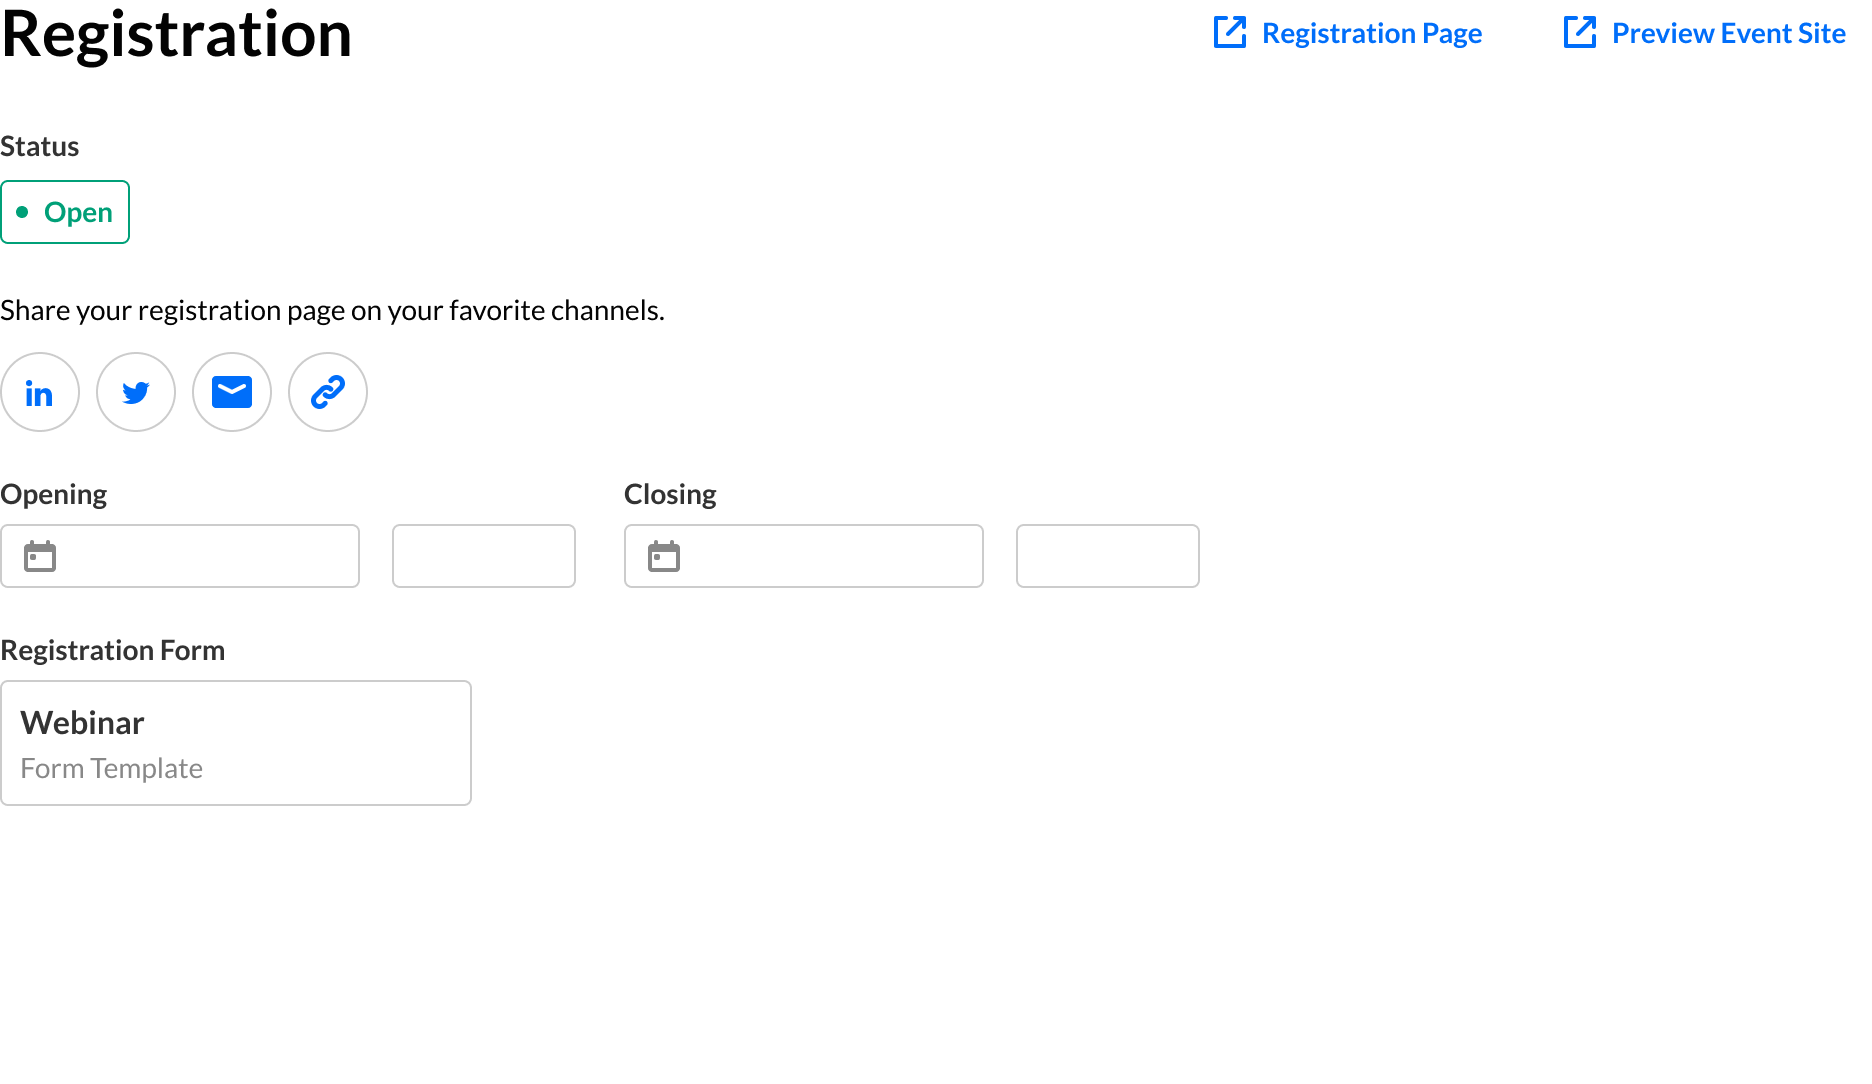 Registration
Registration Page
Preview Event Site
Status
Open
Share your registration page on your favorite channels.
in
Opening
Closing
Registration Form
Webinar
Form Template